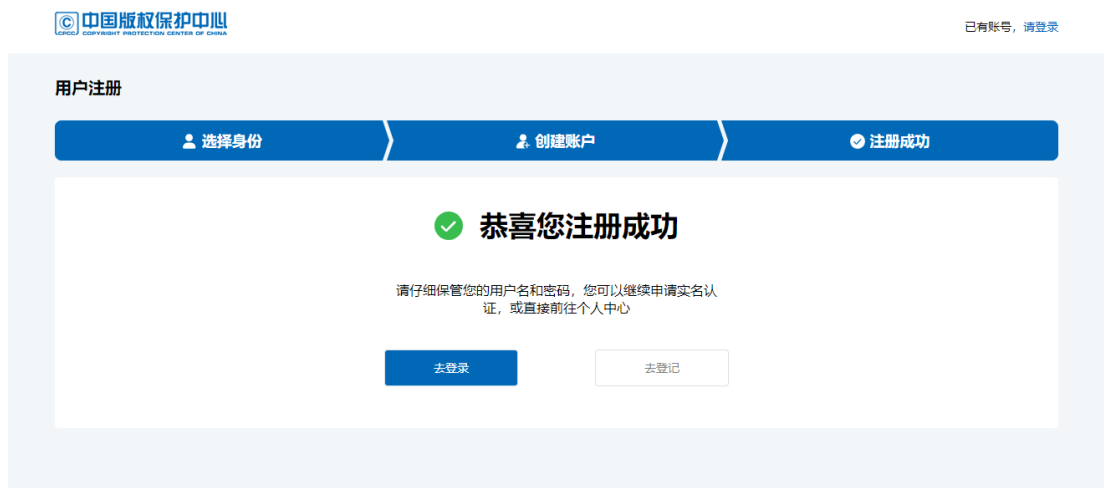 中国版权保护中心
CPCC COPYRIGHT PROTECTION CENTER OF CHINA
已有账号，请登录
用户注册
选择身份
创建账户
注册成功
恭喜您注册成功
请仔细保管您的用户名和密码，您可以继续申请实名认
证，或直接前往个人中心
去登录
去登记